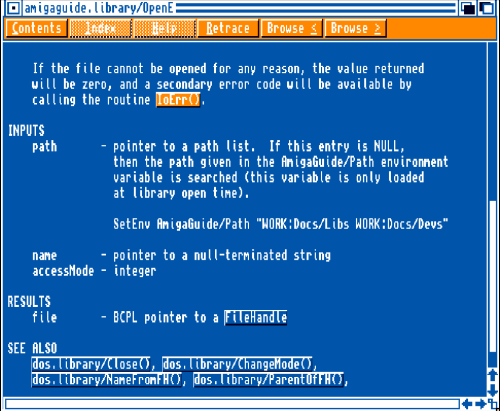 amigaguide.library/OpenE
Contents Index Help Retrace Browse < Browse >
If the file cannot be opened for any reason, the value returned
will be zero, and a secondary error code will be available by
calling the routine IoErr().
INPUTS
path - pointer to a path list. If this entry is NULL,
then the path given in the AmigaGuide/Path environment
variable is searched (this variable is only loaded
at library open time).
SetEnv AmigaGuide/Path "WORK:Docs/Libs WORK:Docs/Devs"
name - pointer to a null-terminated string
accessMode - integer
RESULTS
file - BCPL pointer to a FileHandle
SEE ALSO
dos.library/Close(), dos.library/ChangeMode(),
dos.library/NameFromFH(), dos.library/ParentOfFH(),